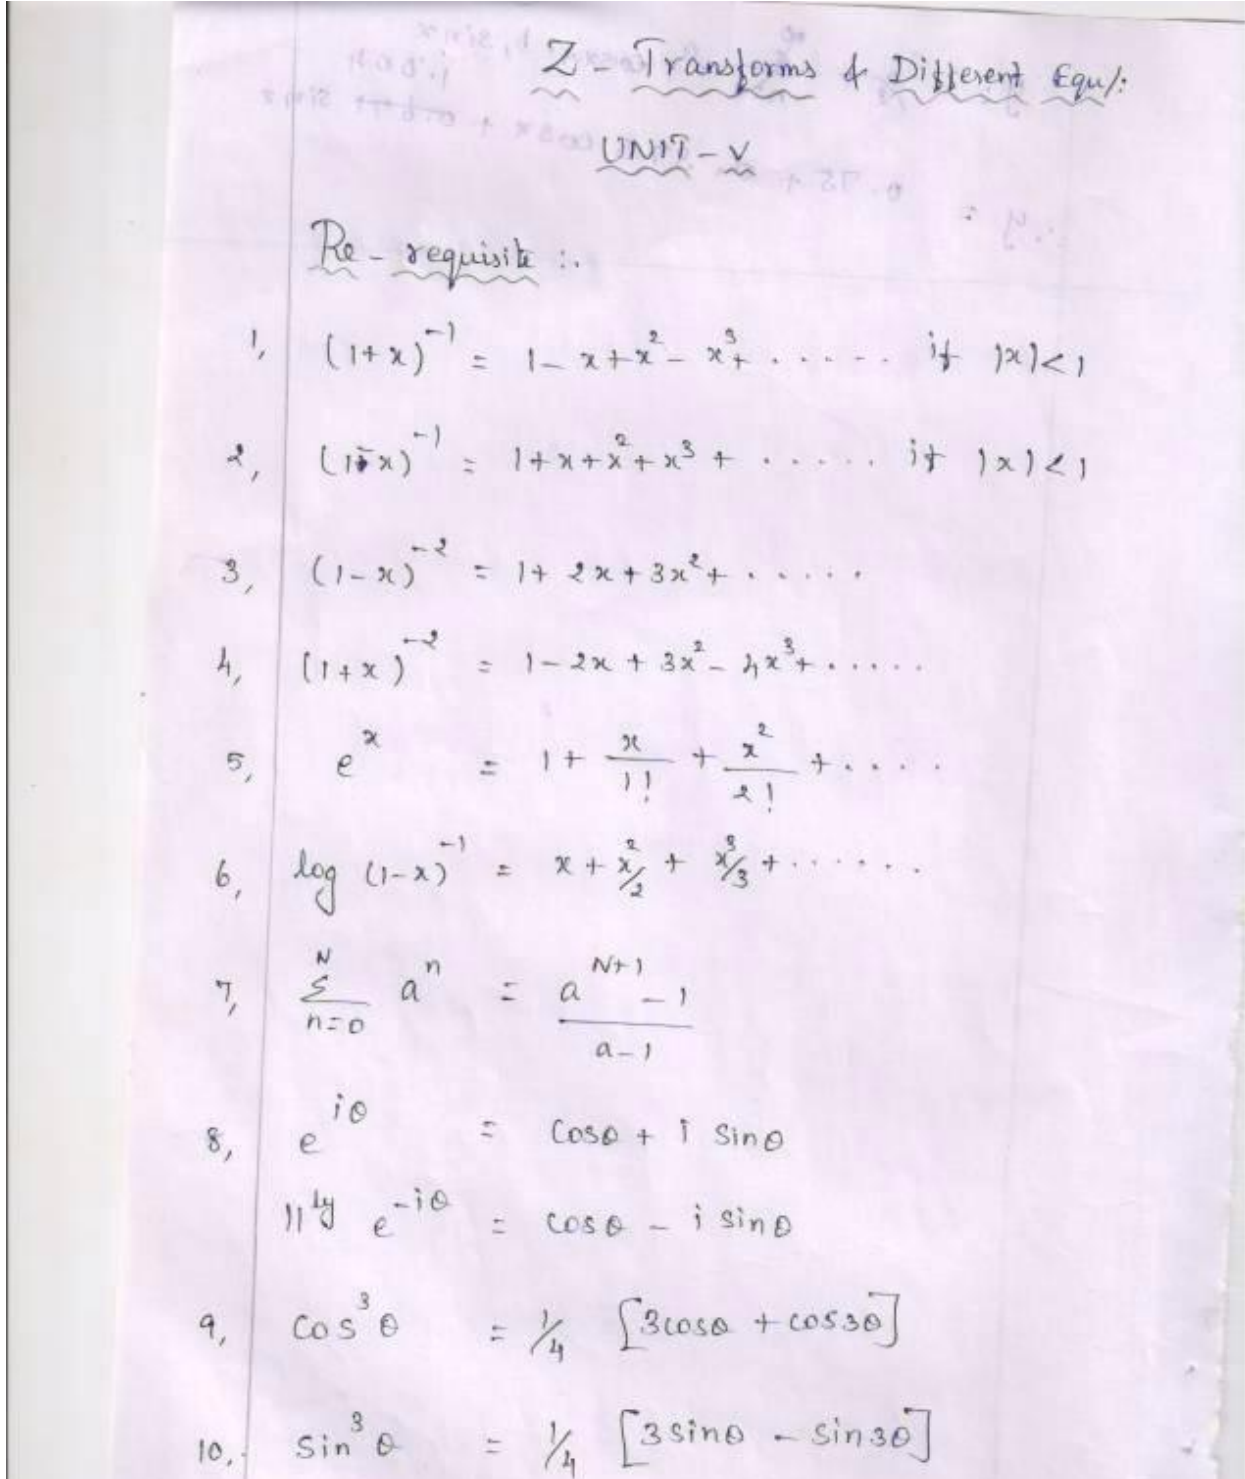 Z - Transforms & Different Equ/:
UNIT - V
Re - requisite :.
1, (1+x)^-1 = 1 - x + x^2 - x^3 + ...... if |x| < 1
2, (1-x)^-1 = 1 + x + x^2 + x^3 + ...... if |x| < 1
3, (1-x)^-2 = 1 + 2x + 3x^2 + .....
4, (1+x)^-2 = 1 - 2x + 3x^2 - 4x^3 + .....
5, e^x = 1 + x/1! + x^2/2! + ....
6, log (1-x)^-1 = x + x^2/2 + x^3/3 + ......
7, Σ_{n=0}^{N} a^n = (a^{N+1} - 1)/(a-1)
8, e^{iθ} = cosθ + i sinθ
||^ly e^{-iθ} = cosθ - i sinθ
9, cos^3 θ = 1/4 [3cosθ + cos3θ]
10, sin^3 θ = 1/4 [3sinθ - sin3θ]